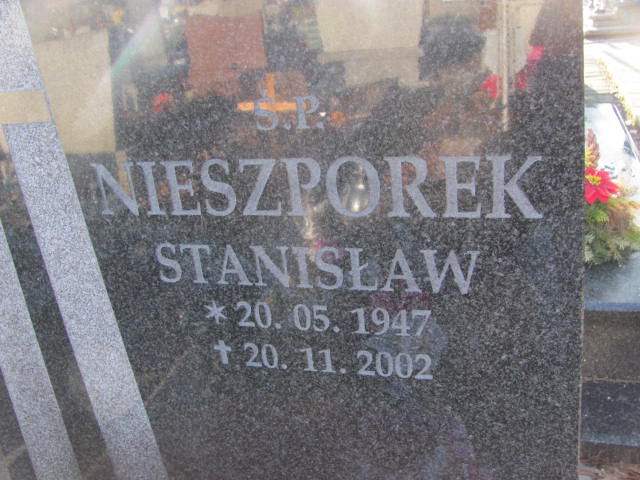 Ś.P.
NIESZPOREK
STANISŁAW
* 20. 05. 1947
✝ 20. 11. 2002